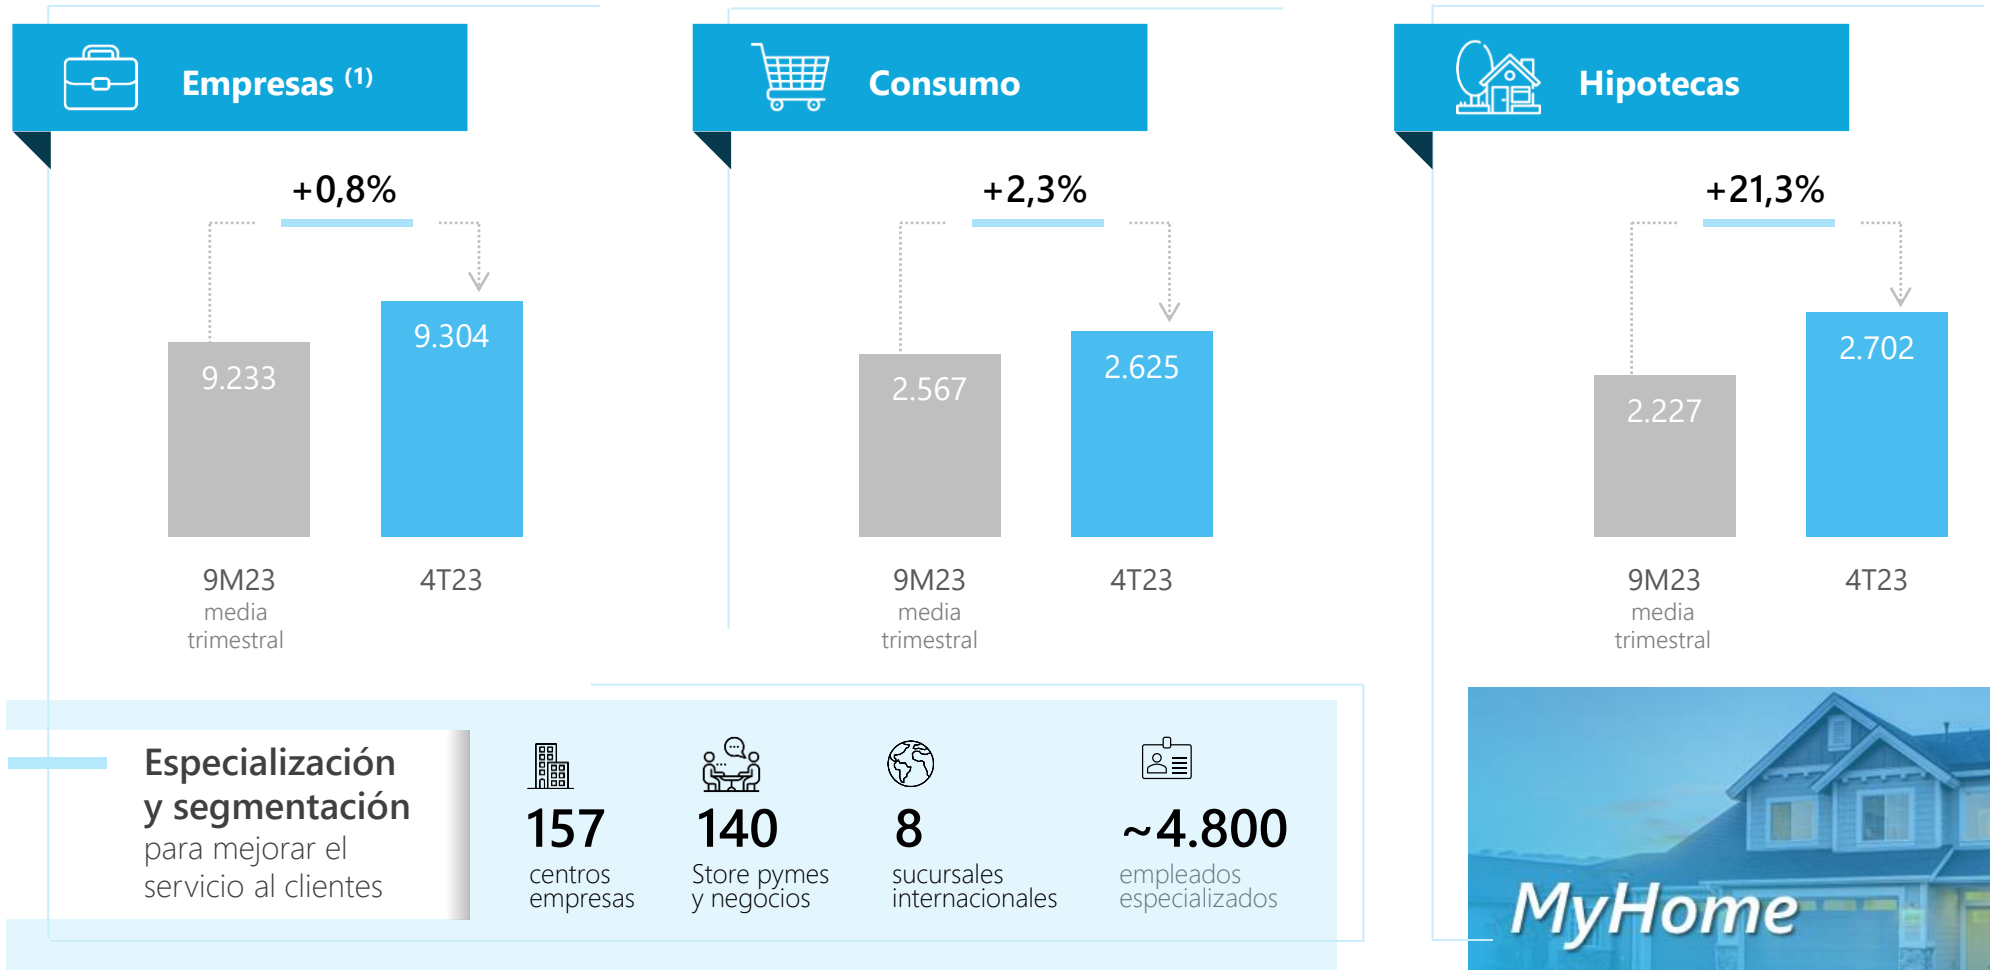 Empresas (1)
+0,8%
9.233
9.304
9M23
media
trimestral
4T23
Consumo
+2,3%
2.567
2.625
9M23
media
trimestral
4T23
Hipotecas
+21,3%
2.227
2.702
9M23
media
trimestral
4T23
Especialización
y segmentación
para mejorar el
servicio al clientes
157
centros
empresas
140
Store pymes
y negocios
8
sucursales
internacionales
~4.800
empleados
especializados
MyHome